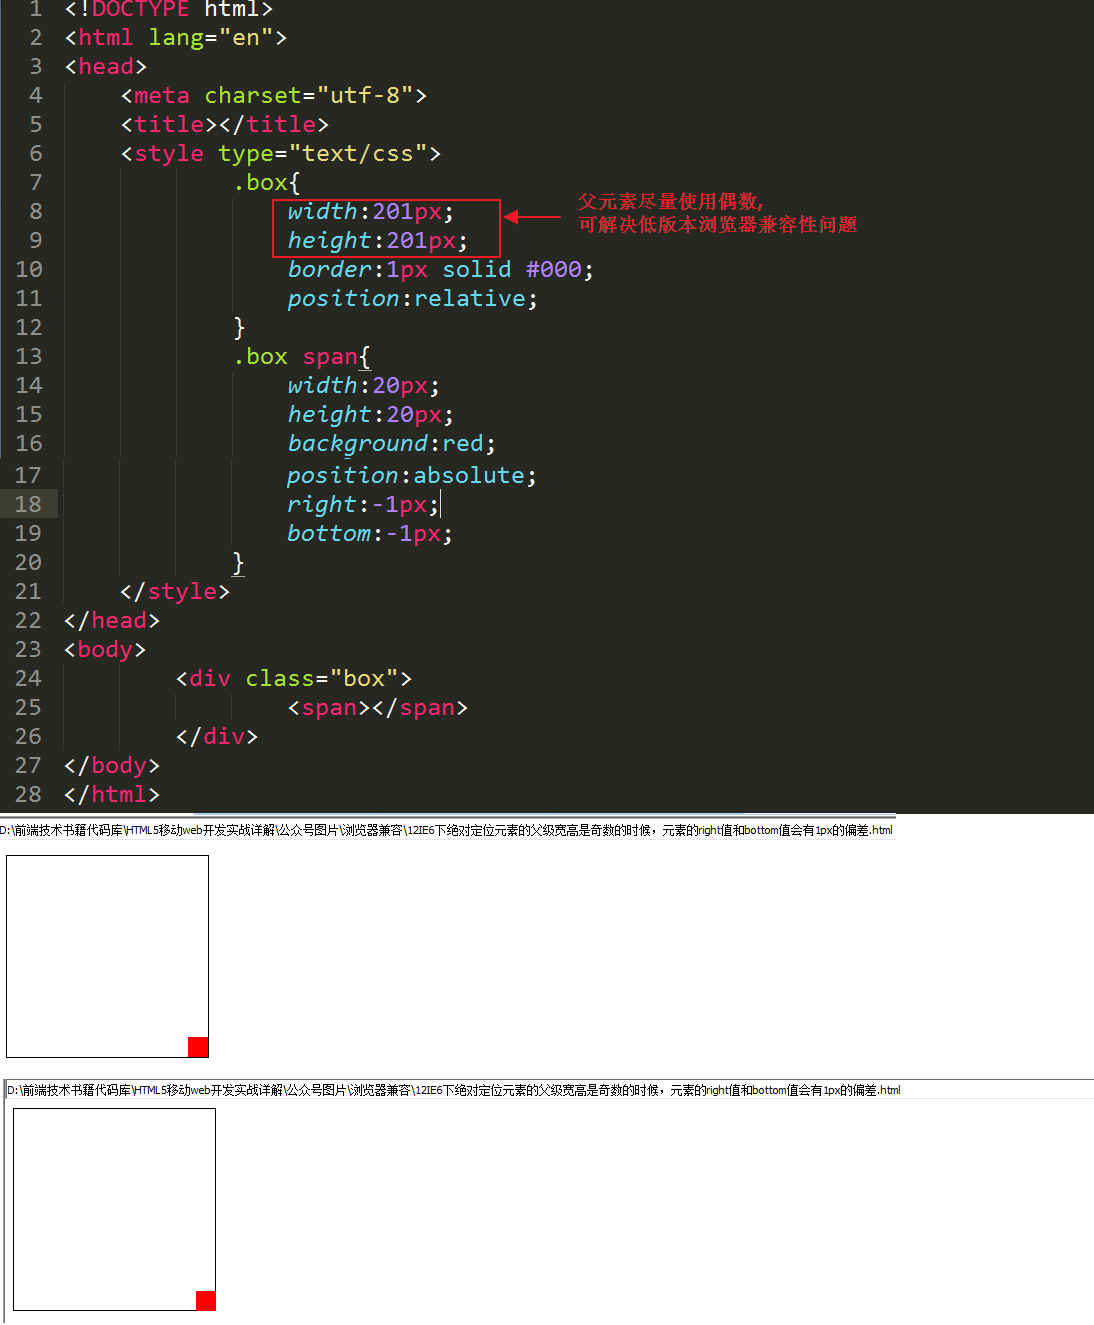 1 <!DOCTYPE html>
2 <html lang="en">
3 <head>
4 <meta charset="utf-8">
5 <title></title>
6 <style type="text/css">
7 .box{
8 width:201px;
父元素尽量使用偶数,
可解决低版本浏览器兼容性问题
9 height:201px;
10 border:1px solid #000;
11 position:relative;
12 }
13 .box span{
14 width:20px;
15 height:20px;
16 background:red;
17 position:absolute;
18 right:-1px;
19 bottom:-1px;
20 }
21 </style>
22 </head>
23 <body>
24 <div class="box">
25 <span></span>
26 </div>
27 </body>
28 </html>
D:\前端技术书籍代码库\HTML5移动web开发实战详解\公众号图片\浏览器兼容\12IE6下绝对定位元素的父级宽高是奇数的时候，元素的right值和bottom值会有1px的偏差.html
D:\前端技术书籍代码库\HTML5移动web开发实战详解\公众号图片\浏览器兼容\12IE6下绝对定位元素的父级宽高是奇数的时候，元素的right值和bottom值会有1px的偏差.html